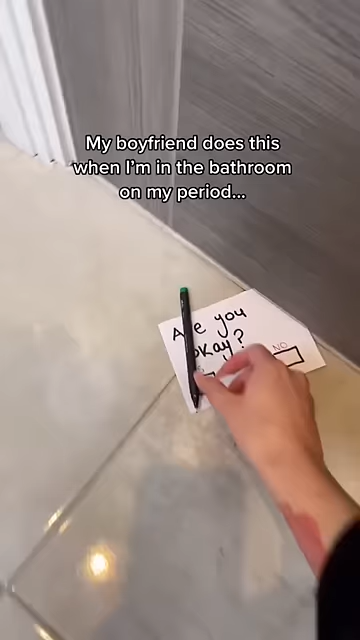 My boyfriend does this
when I'm in the bathroom
on my period...
Are you
okay?
NO